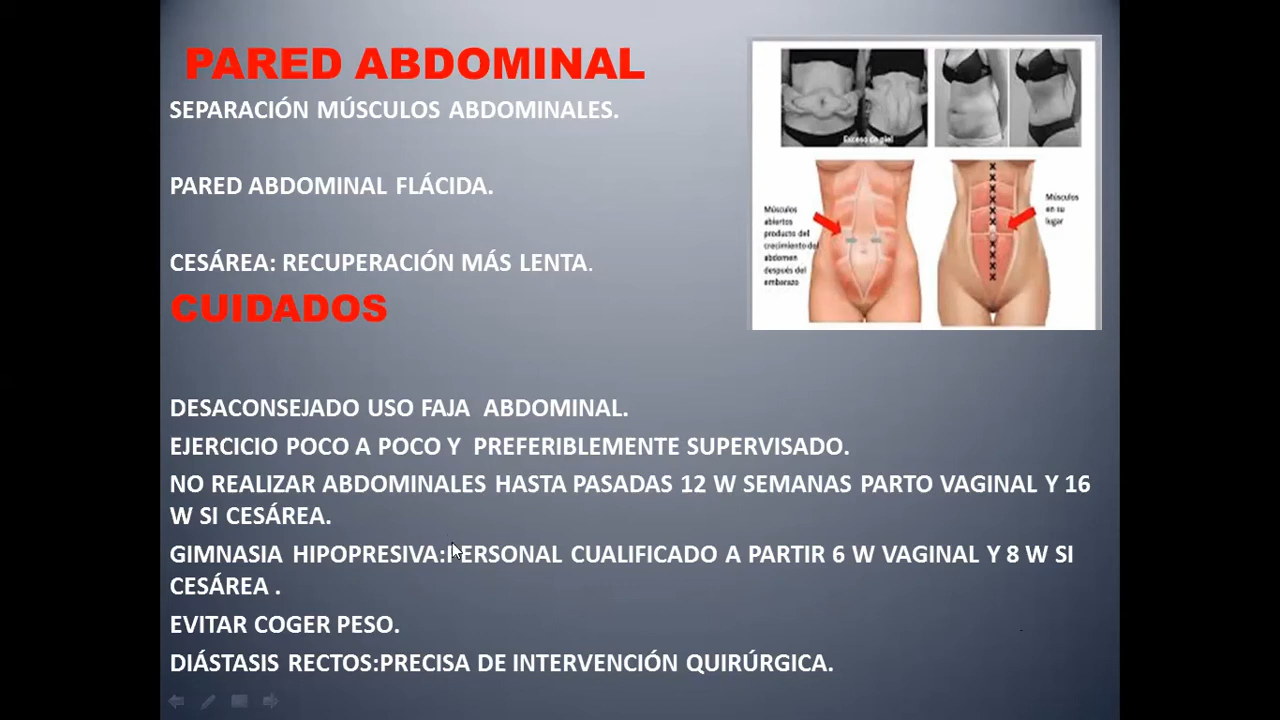 PARED ABDOMINAL
SEPARACIÓN MÚSCULOS ABDOMINALES.
PARED ABDOMINAL FLÁCIDA.
CESÁREA: RECUPERACIÓN MÁS LENTA.
Exceso de piel
Músculos
abiertos
producto del
crecimiento del
abdomen
después del
embarazo
Músculos
en su
lugar
CUIDADOS
DESACONSEJADO USO FAJA ABDOMINAL.
EJERCICIO POCO A POCO Y PREFERIBLEMENTE SUPERVISADO.
NO REALIZAR ABDOMINALES HASTA PASADAS 12 W SEMANAS PARTO VAGINAL Y 16
W SI CESÁREA.
GIMNASIA HIPOPRESIVA:PERSONAL CUALIFICADO A PARTIR 6 W VAGINAL Y 8 W SI
CESÁREA .
EVITAR COGER PESO.
DIÁSTASIS RECTOS:PRECISA DE INTERVENCIÓN QUIRÚRGICA.